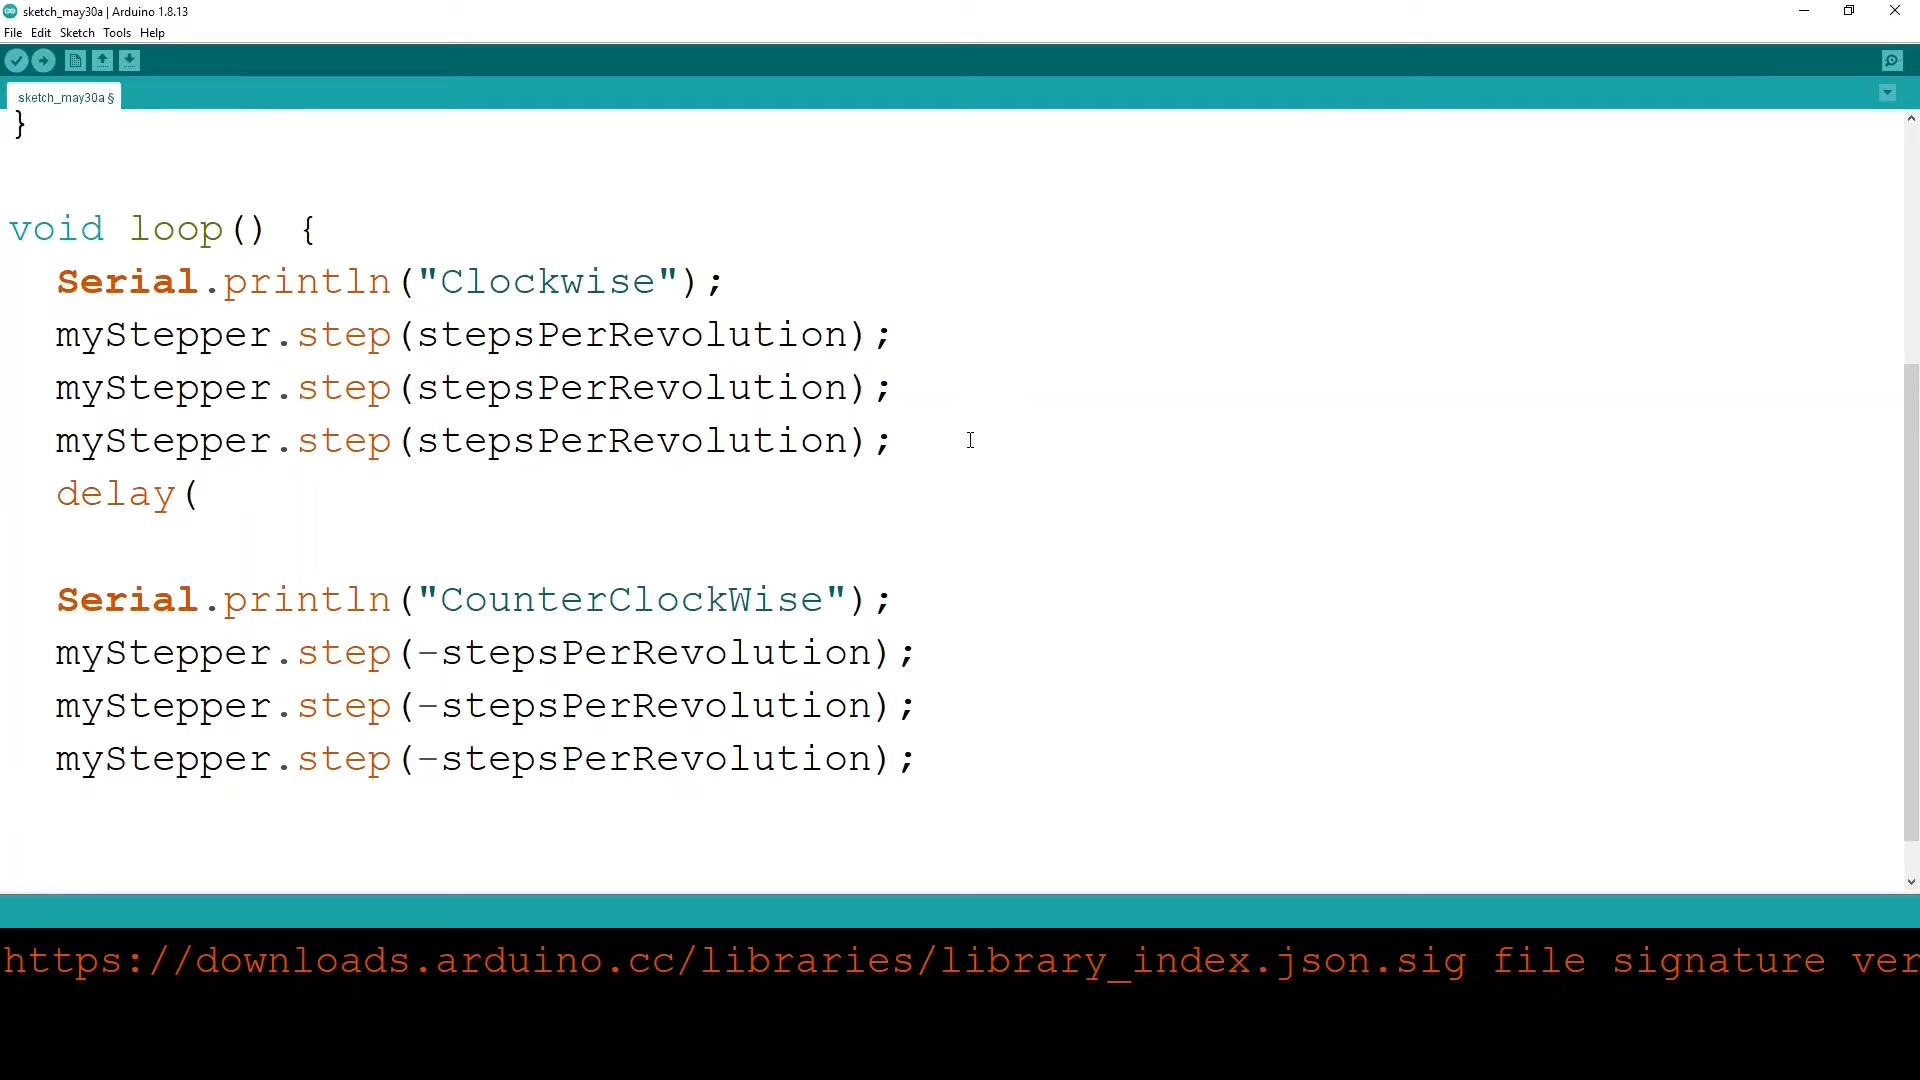 sketch_may30a | Arduino 1.8.13
File Edit Sketch Tools Help
sketch_may30a §
}
void loop() {
Serial.println("Clockwise");
myStepper.step(stepsPerRevolution);
myStepper.step(stepsPerRevolution);
myStepper.step(stepsPerRevolution);
delay(
Serial.println("CounterClockWise");
myStepper.step(-stepsPerRevolution);
myStepper.step(-stepsPerRevolution);
myStepper.step(-stepsPerRevolution);
https://downloads.arduino.cc/libraries/library_index.json.sig file signature ver